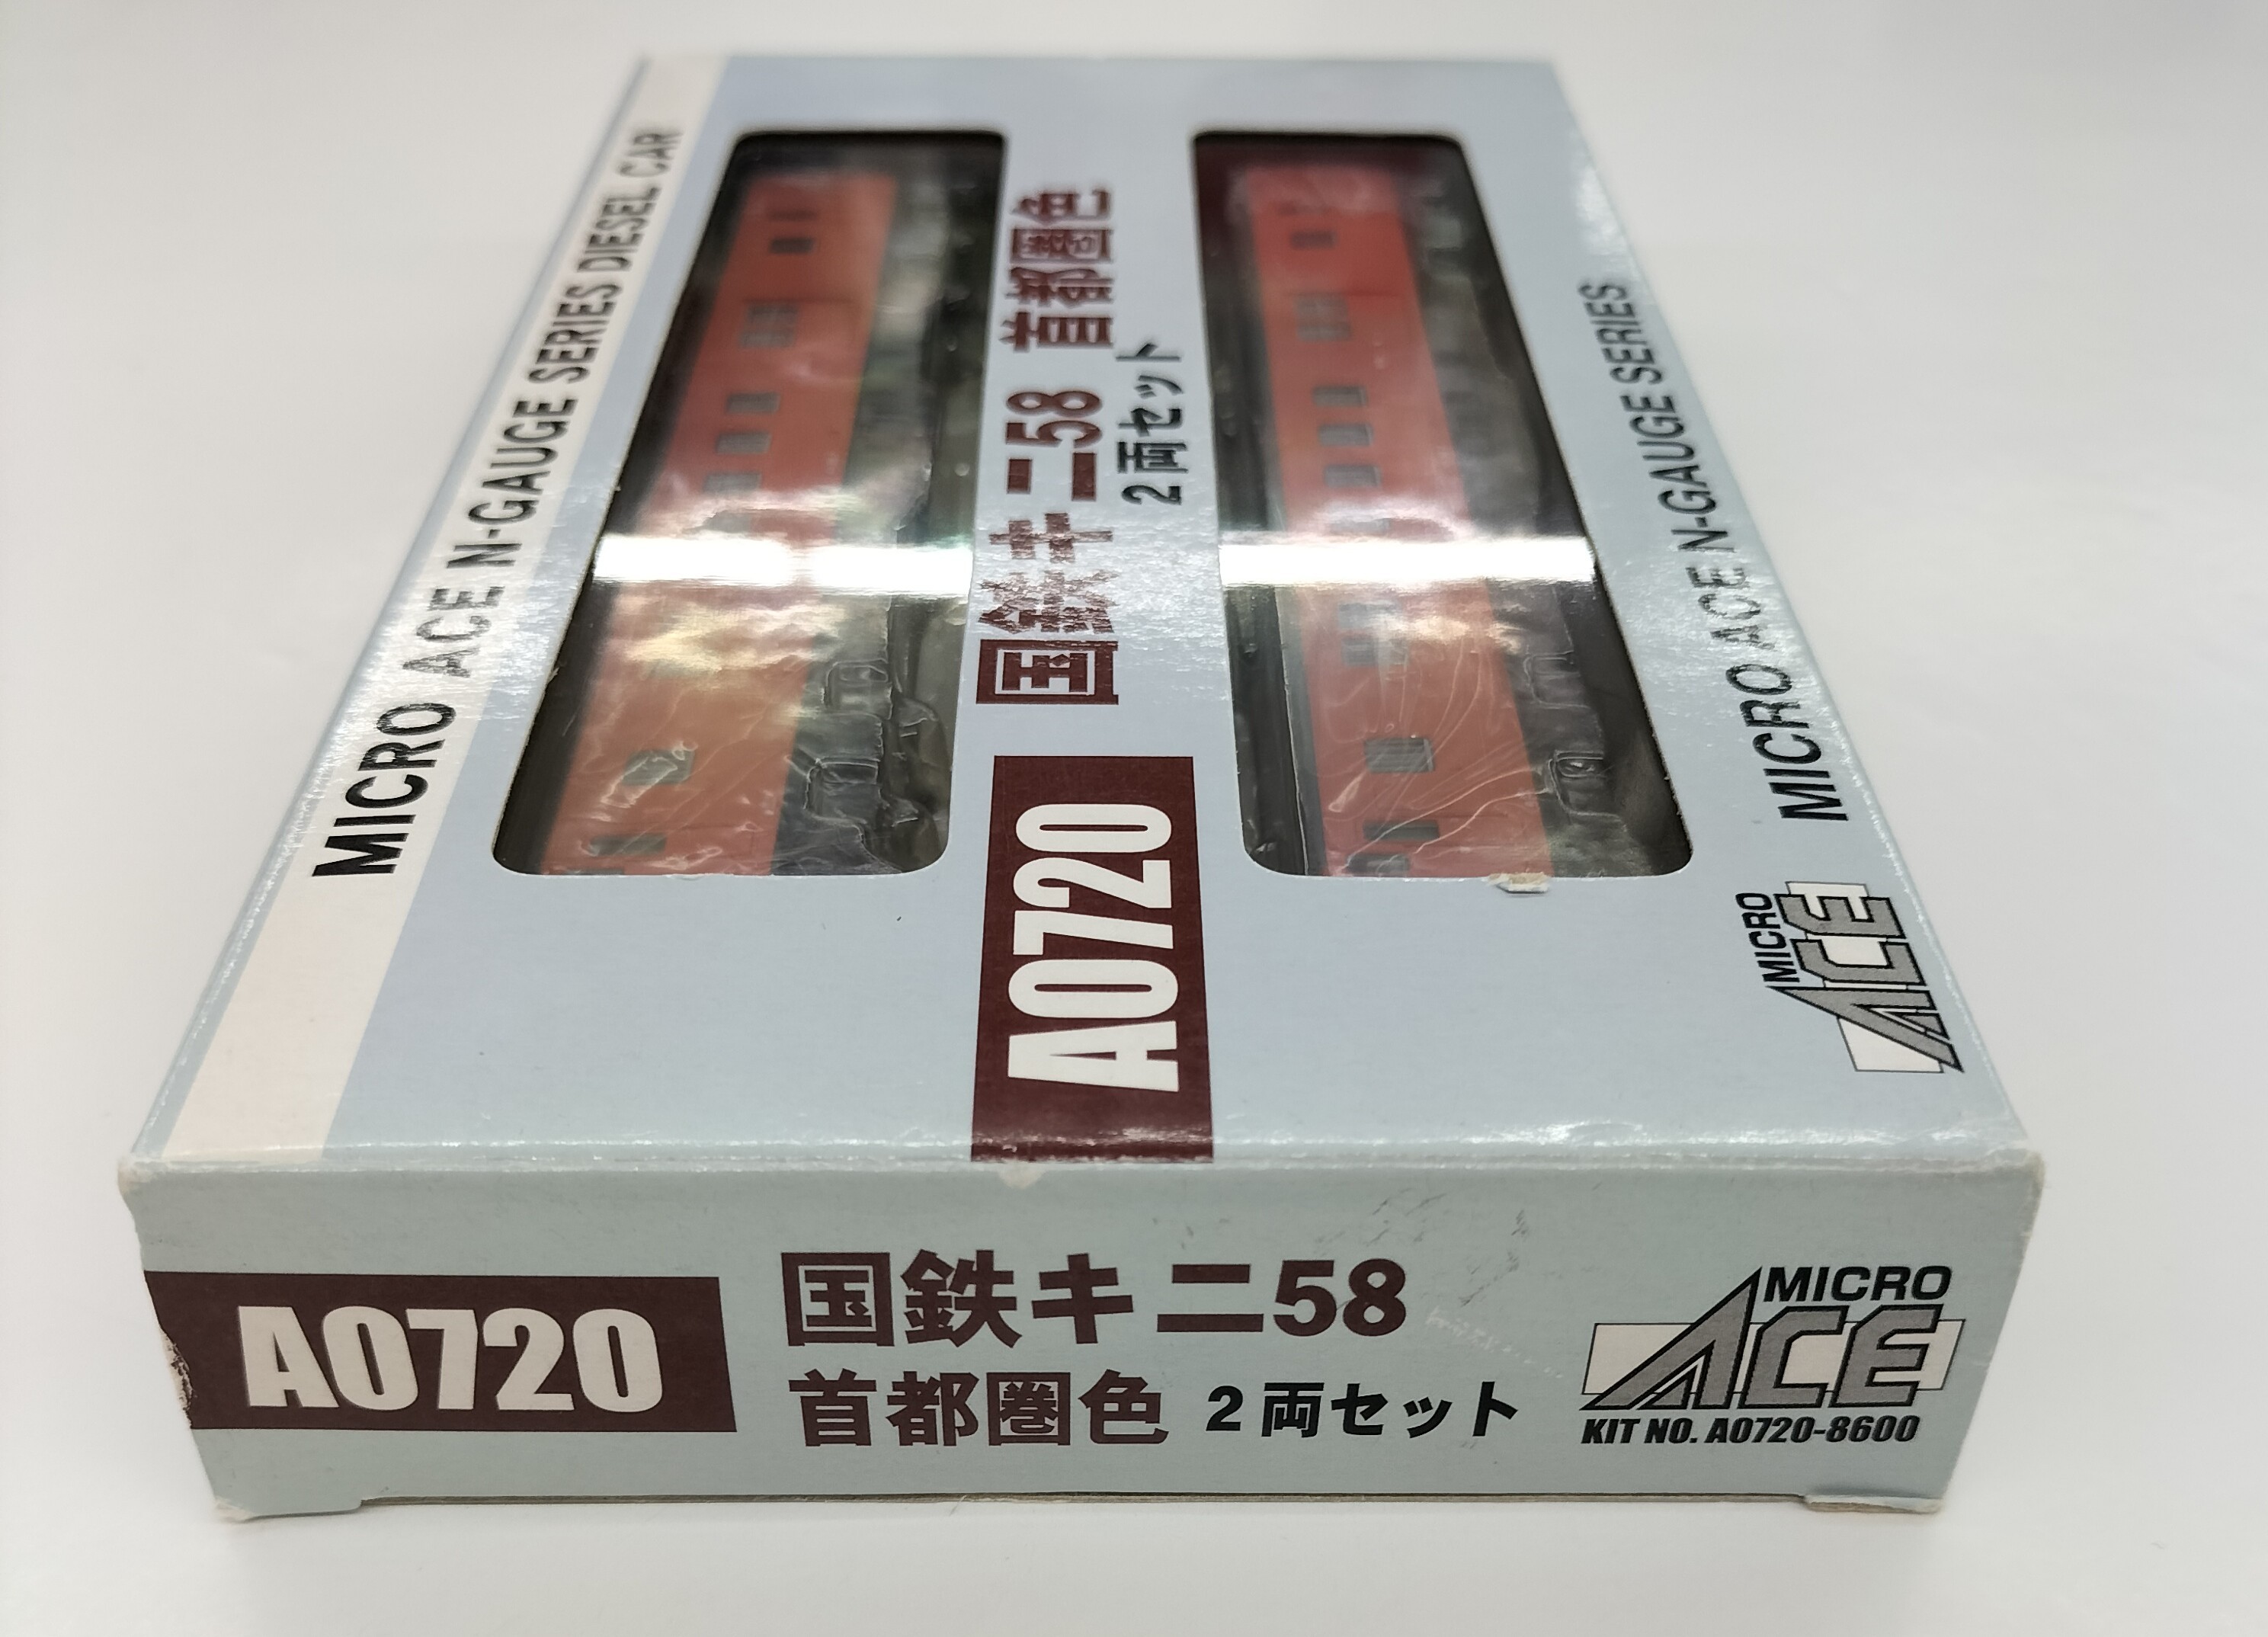 MICRO ACE N-GAUGE SERIES DIESEL CAR
国鉄キニ58 首都圏色
2両セット
A0720
MICRO ACE N-GAUGE SERIES
MICRO
ACE
A0720
国鉄キニ58
首都圏色 2両セット
MICRO
ACE
KIT NO. A0720-8600